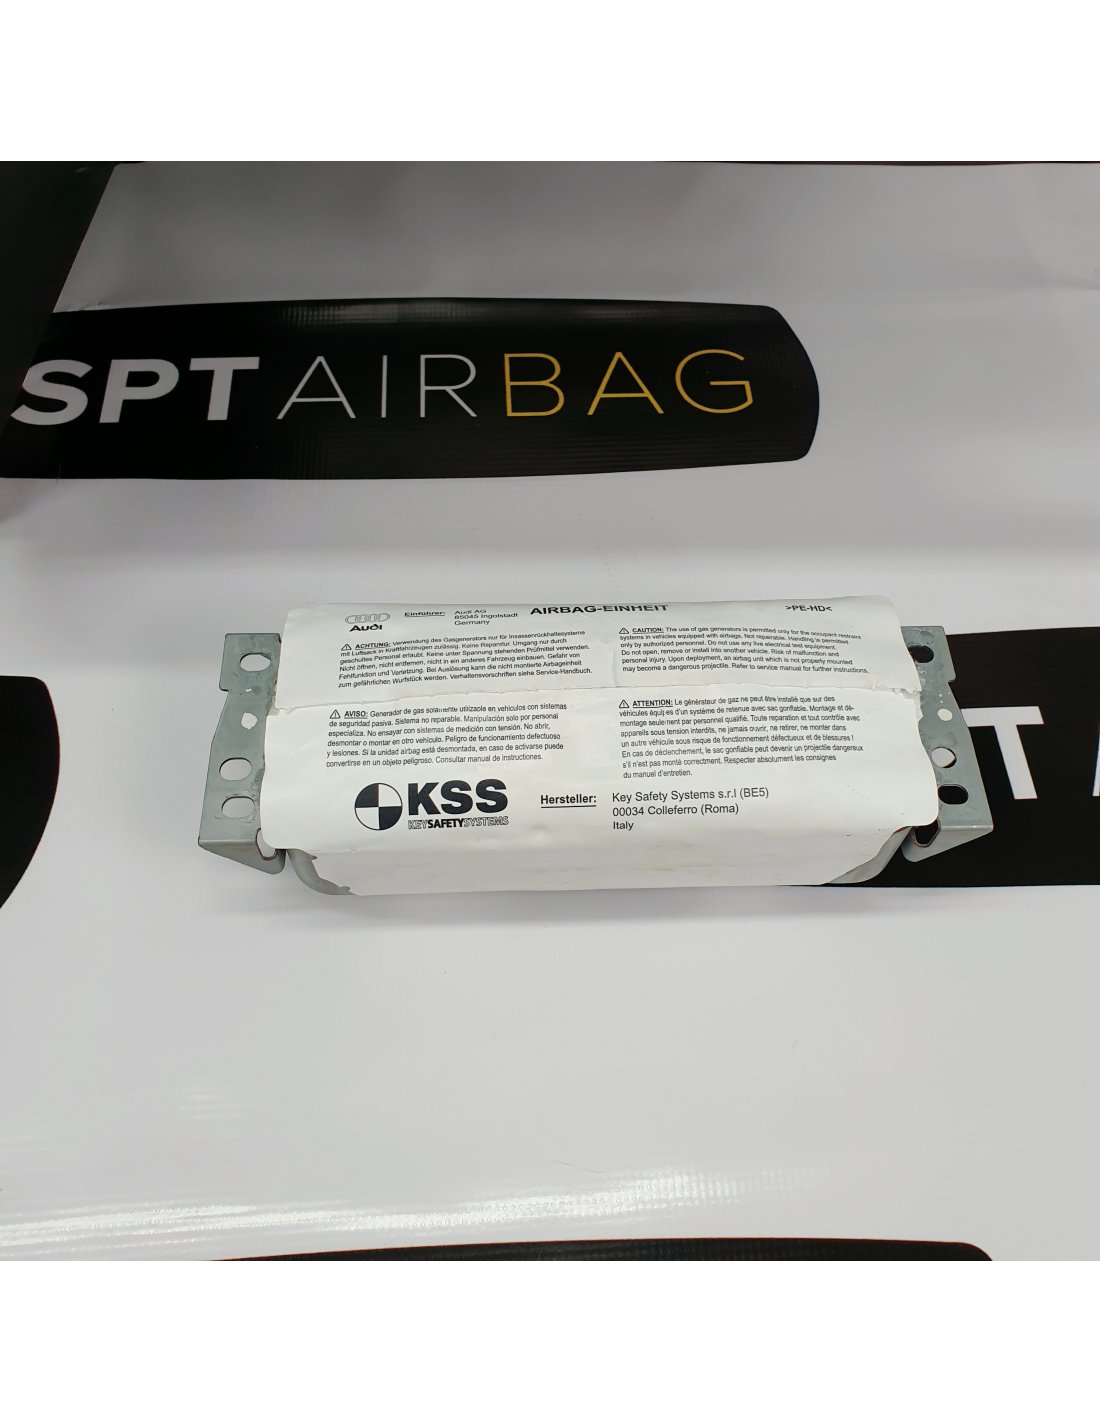 SPT AIRBAG
Audi
Einführer:
Audi AG
85045 Ingolstadt
Germany
AIRBAG-EINHEIT
>PE-HD<
ACHTUNG: Verwendung des Gasgenerators nur für Insassenrückhaltesysteme
mit Luftsack in Kraftfahrzeugen zulässig. Keine Reparatur. Umgang nur durch
geschultes Personal erlaubt. Keine unter Spannung stehenden Prüfmittel verwenden.
Nicht öffnen, nicht entfernen, nicht in ein anderes Fahrzeug einbauen. Gefahr von
Fehlfunktion und Verletzung. Bei Auslösung kann die nicht montierte Airbageinheit
zum gefährlichen Wurfstück werden. Verhaltensvorschriften siehe Service-Handbuch.
CAUTION: The use of gas generators is permitted only for the occupant restraint
systems in vehicles equipped with airbags. Not repairable. Handling is permitted
only by authorized personnel. Do not use any live electrical test equipment.
Do not open, remove or install into another vehicle. Risk of malfunction and
personal injury. Upon deployment, an airbag unit which is not properly mounted
may become a dangerous projectile. Refer to service manual for further instructions.
AVISO: Generador de gas solamente utilizable en vehículos con sistemas
de seguridad pasiva. Sistema no reparable. Manipulación solo por personal
especializa. No ensayar con sistemas de medición con tensión. No abrir,
desmontar o montar en otro vehículo. Peligro de funcionamiento defectuoso
y lesiones. Si la unidad airbag está desmontada, en caso de activarse puede
convertirse en un objeto peligroso. Consultar manual de instrucciones.
ATTENTION: Le générateur de gaz ne peut être installé que sur des
véhicules équipés d'un système de retenue avec sac gonflable. Montage et dé-
montage seulement par personnel qualifié. Toute reparation et tout contrôle avec
appareils sous tension interdits, ne jamais ouvrir, ne retirer, ne monter dans
un autre véhicule sous risque de fonctionnement défectueux et de blessures !
En cas de déclenchement, le sac gonflable peut devenir un projectile dangereux
s'il n'est pas monté correctment. Respecter absolument les consignes
du manuel d'entretien.
KSS
KEYSAFETYSYSTEMS
Hersteller:
Key Safety Systems s.r.l (BE5)
00034 Colleferro (Roma)
Italy
T